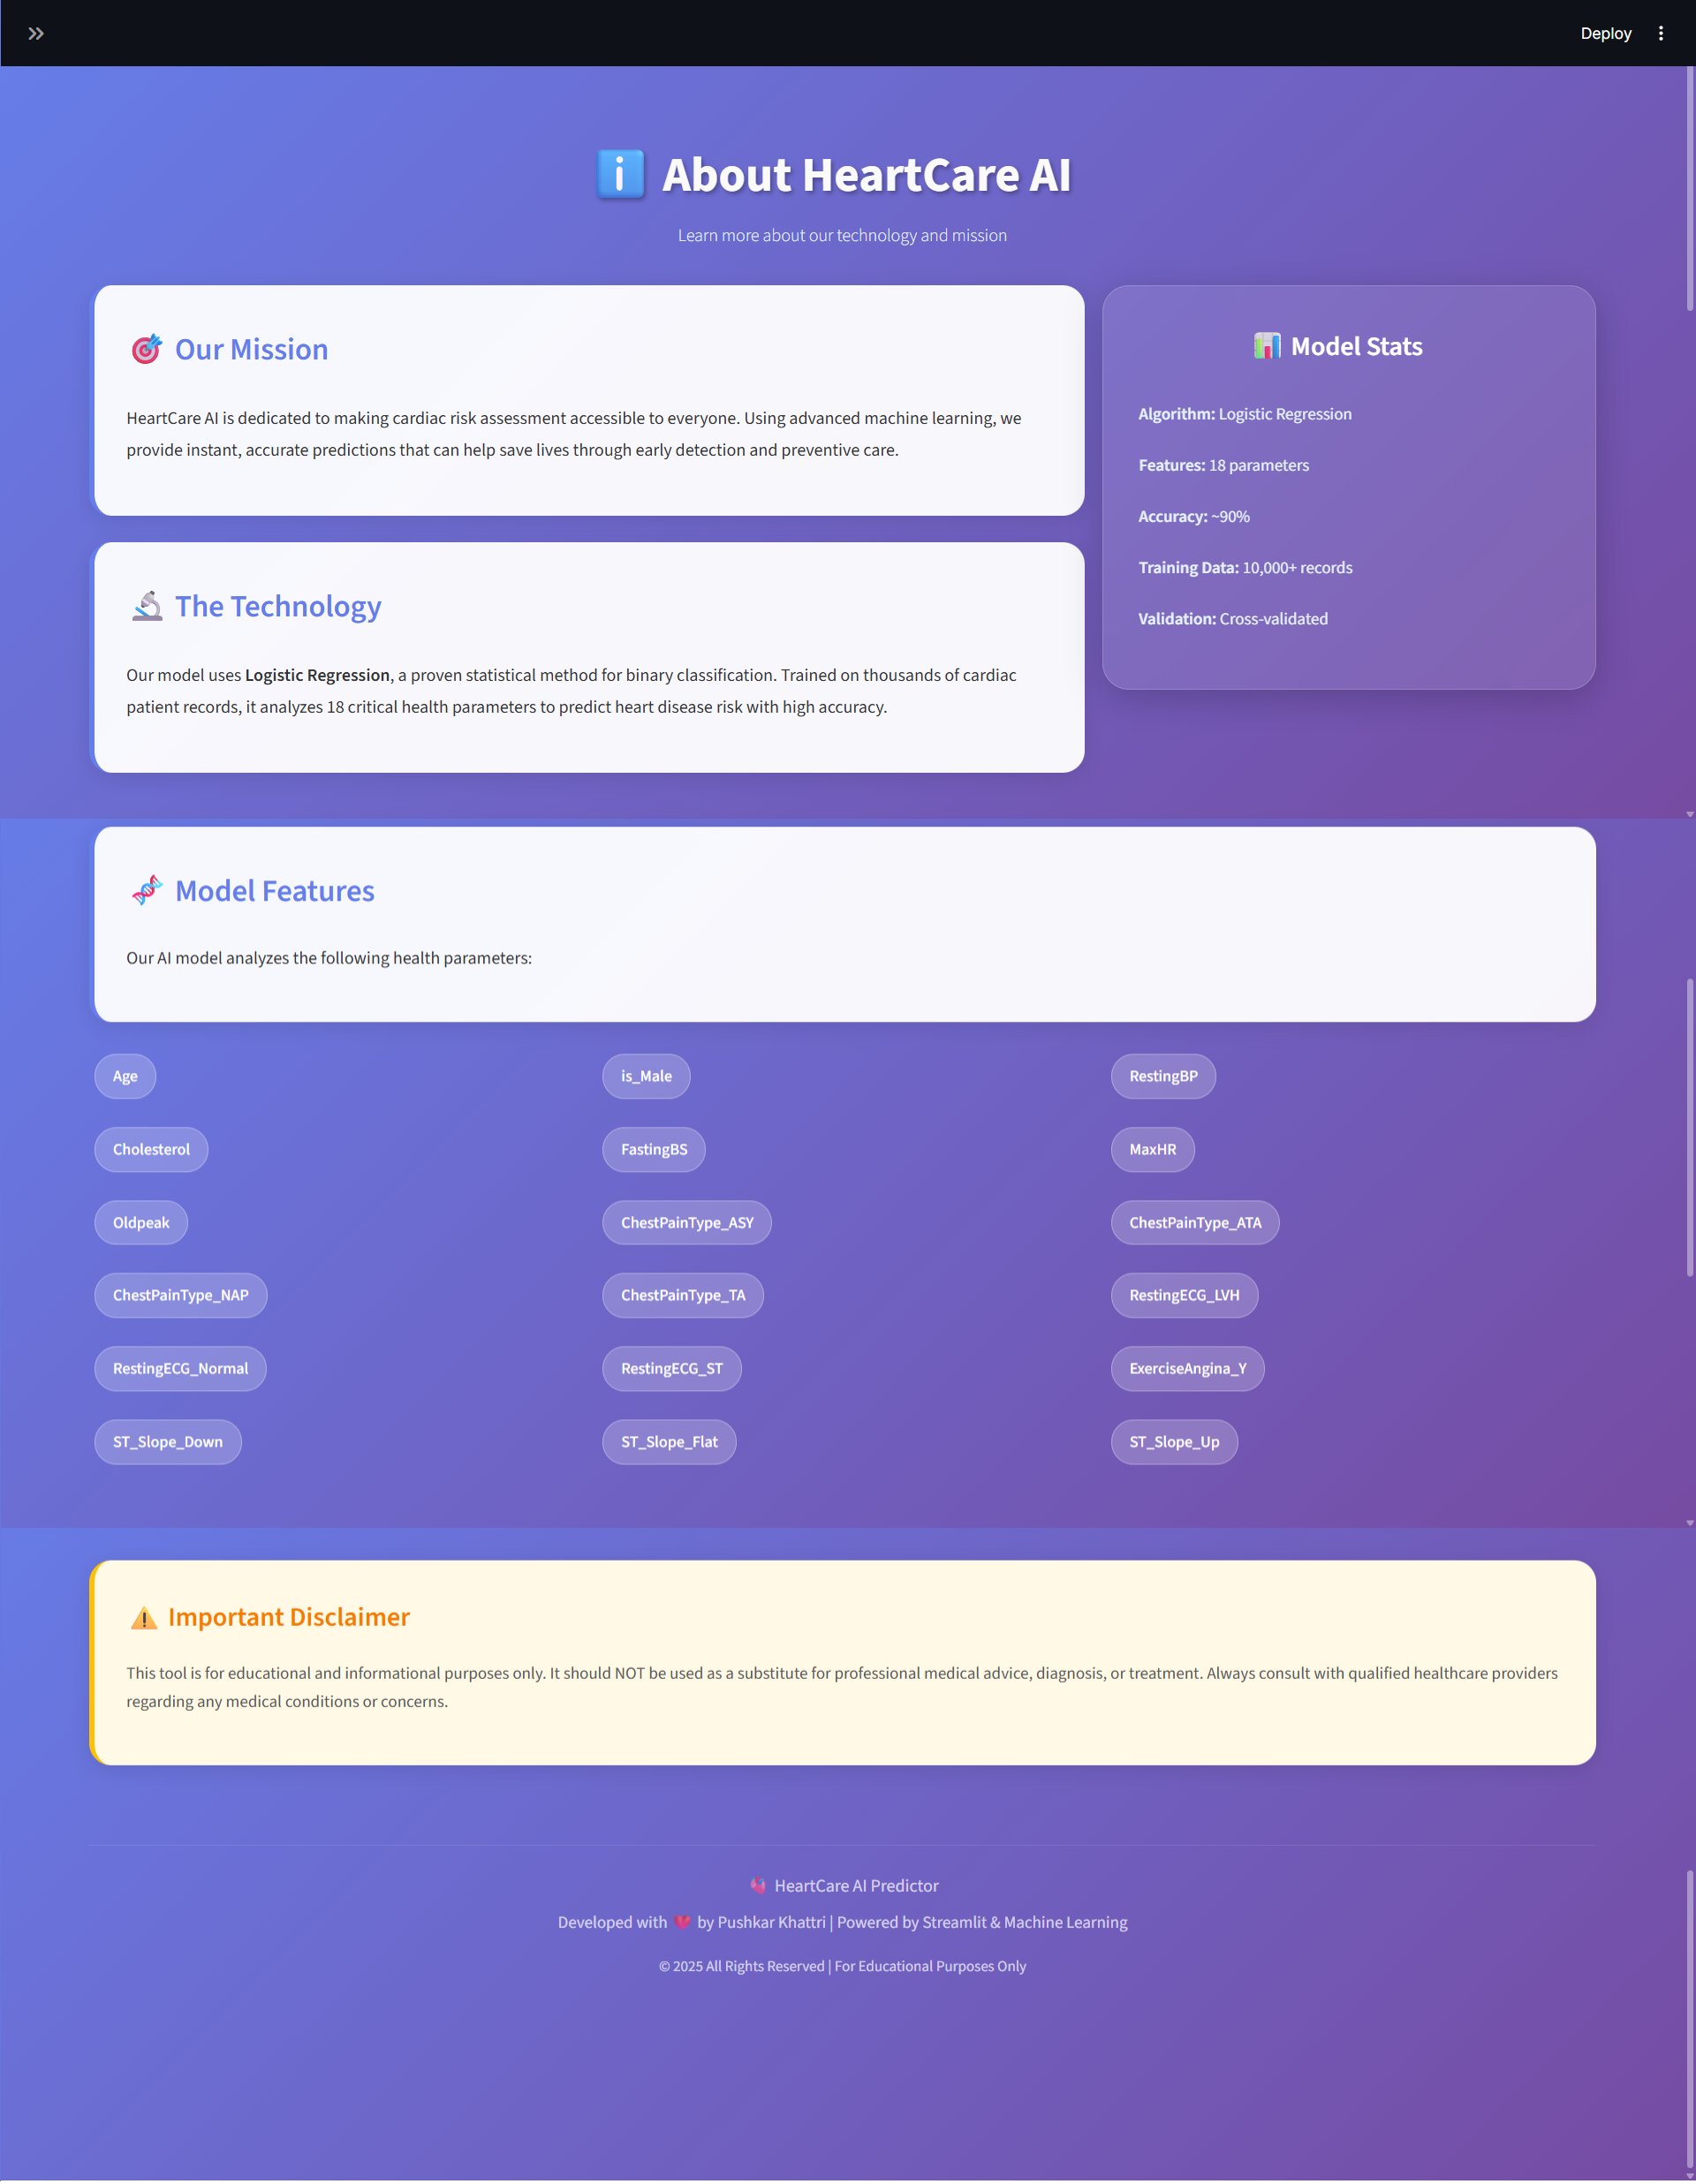 Deploy
About HeartCare AI
Learn more about our technology and mission
Our Mission
HeartCare AI is dedicated to making cardiac risk assessment accessible to everyone. Using advanced machine learning, we
provide instant, accurate predictions that can help save lives through early detection and preventive care.
The Technology
Our model uses Logistic Regression, a proven statistical method for binary classification. Trained on thousands of cardiac
patient records, it analyzes 18 critical health parameters to predict heart disease risk with high accuracy.
Model Stats
Algorithm: Logistic Regression
Features: 18 parameters
Accuracy: ~90%
Training Data: 10,000+ records
Validation: Cross-validated
Model Features
Our AI model analyzes the following health parameters:
Age
is_Male
RestingBP
Cholesterol
FastingBS
MaxHR
Oldpeak
ChestPainType_ASY
ChestPainType_ATA
ChestPainType_NAP
ChestPainType_TA
RestingECG_LVH
RestingECG_Normal
RestingECG_ST
ExerciseAngina_Y
ST_Slope_Down
ST_Slope_Flat
ST_Slope_Up
Important Disclaimer
This tool is for educational and informational purposes only. It should NOT be used as a substitute for professional medical advice, diagnosis, or treatment. Always consult with qualified healthcare providers
regarding any medical conditions or concerns.
HeartCare AI Predictor
Developed with ❤️ by Pushkar Khattri | Powered by Streamlit & Machine Learning
© 2025 All Rights Reserved | For Educational Purposes Only